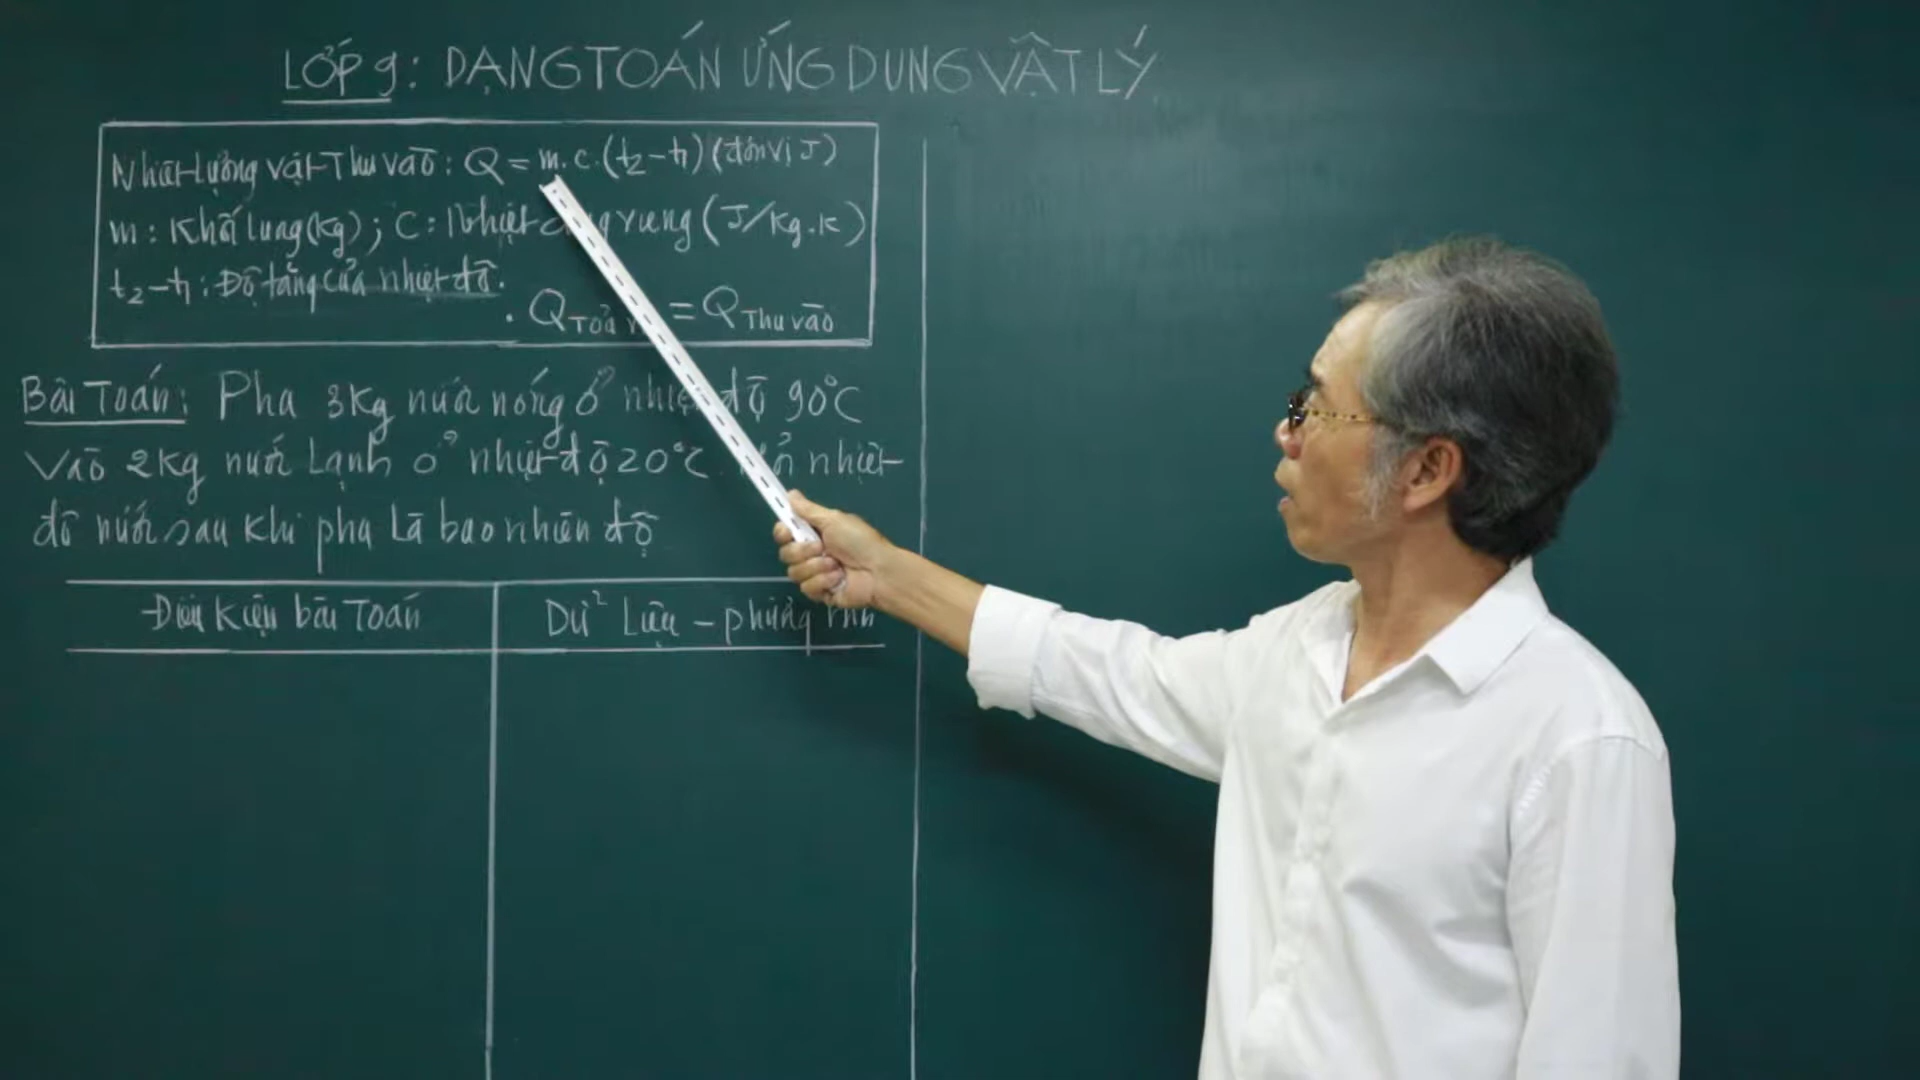 LỚP 9: DẠNG TOÁN ỨNG DỤNG VẬT LÝ
Nhiệt lượng vật Thu vào: Q = m.c.(t₂-t₁) (đơn vị J)
m: Khối lượng (kg); C: Nhiệt riêng (J/kg.K)
t₂-t₁: Độ tăng của nhiệt độ.
. Q Tỏa = Q Thu vào
Bài Toán: Pha 3Kg nước nóng ở nhiệt độ 90°C
Vào 2Kg nước Lạnh ở nhiệt độ 20°C. nhiệt
độ nước sau khi pha Là bao nhiêu độ
Điều Kiện bài Toán
Dữ Liệu - phương